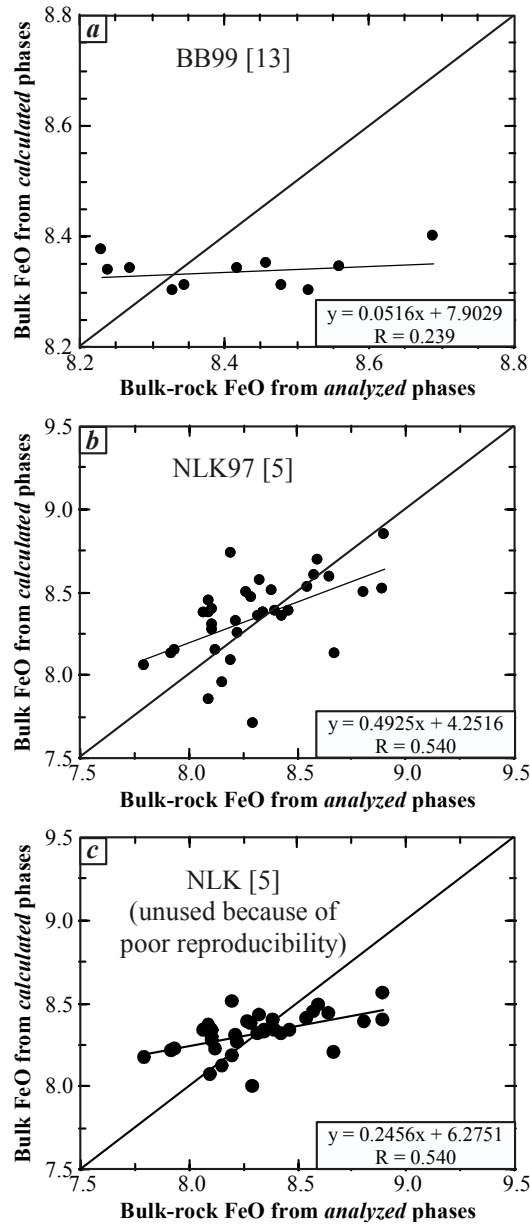 a
BB99 [13]
8.8
8.6
8.4
8.2
Bulk FeO from calculated phases
y = 0.0516x + 7.9029
R = 0.239
8.2 8.4 8.6 8.8
Bulk-rock FeO from analyzed phases
b
NLK97 [5]
9.5
9.0
8.5
8.0
7.5
Bulk FeO from calculated phases
y = 0.4925x + 4.2516
R = 0.540
7.5 8.0 8.5 9.0 9.5
Bulk-rock FeO from analyzed phases
c
NLK [5]
(unused because of
poor reproducibility)
9.5
9.0
8.5
8.0
7.5
Bulk FeO from calculated phases
y = 0.2456x + 6.2751
R = 0.540
7.5 8.0 8.5 9.0 9.5
Bulk-rock FeO from analyzed phases